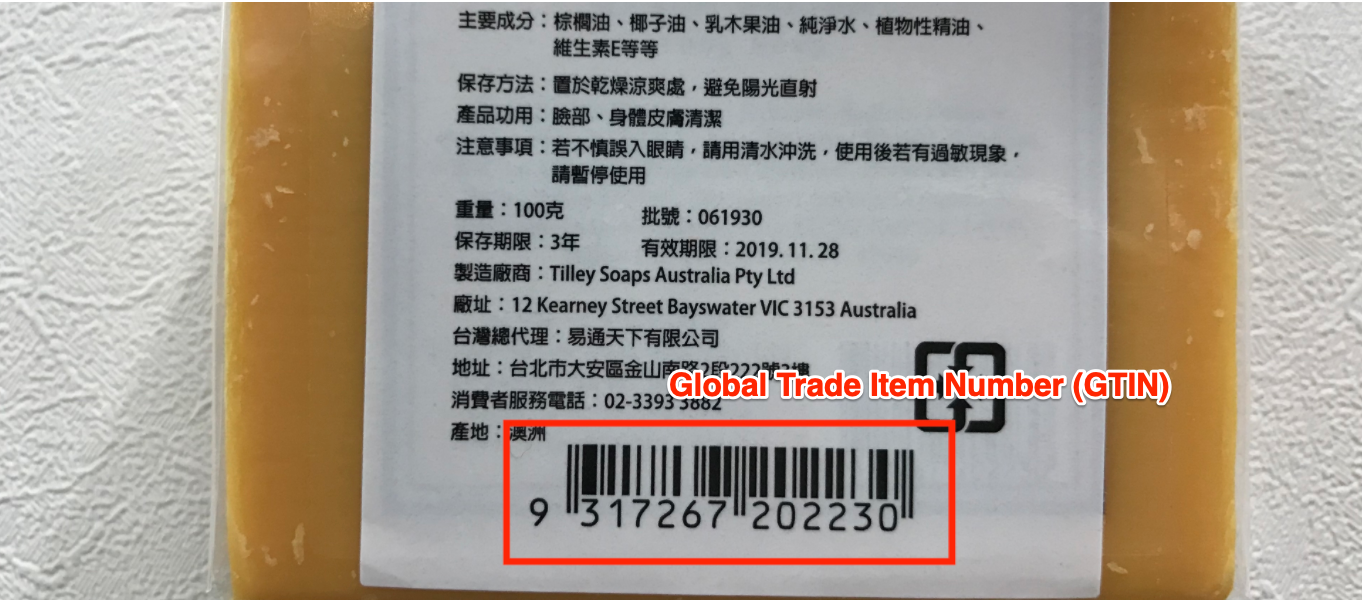 主要成分：棕櫚油、椰子油、乳木果油、純淨水、植物性精油、
維生素E等等
保存方法：置於乾燥涼爽處，避免陽光直射
產品功用：臉部、身體皮膚清潔
注意事項：若不慎誤入眼睛，請用清水沖洗，使用後若有過敏現象，
請暫停使用
重量：100克 批號：061930
保存期限：3年 有效期限：2019.11.28
製造廠商：Tilley Soaps Australia Pty Ltd
廠址：12 Kearney Street Bayswater VIC 3153 Australia
台灣總代理：易通天下有限公司
地址：台北市大安區金山南路2段222號3樓
Global Trade Item Number (GTIN)
消費者服務電話：02-3393 3882
產地：澳洲
9 317267 202230